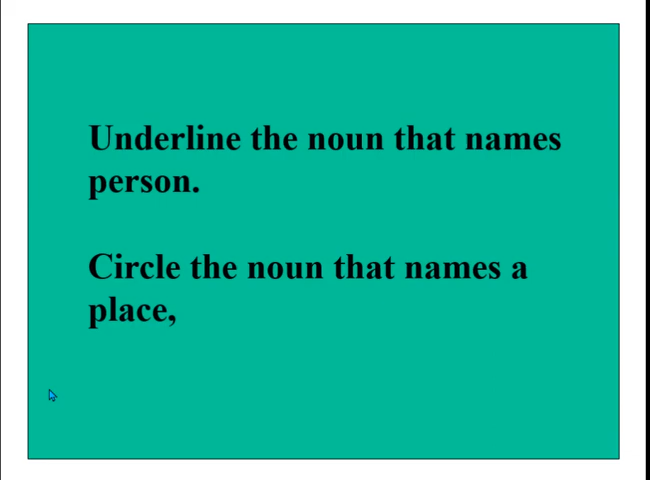 Underline the noun that names
person.
Circle the noun that names a
place,